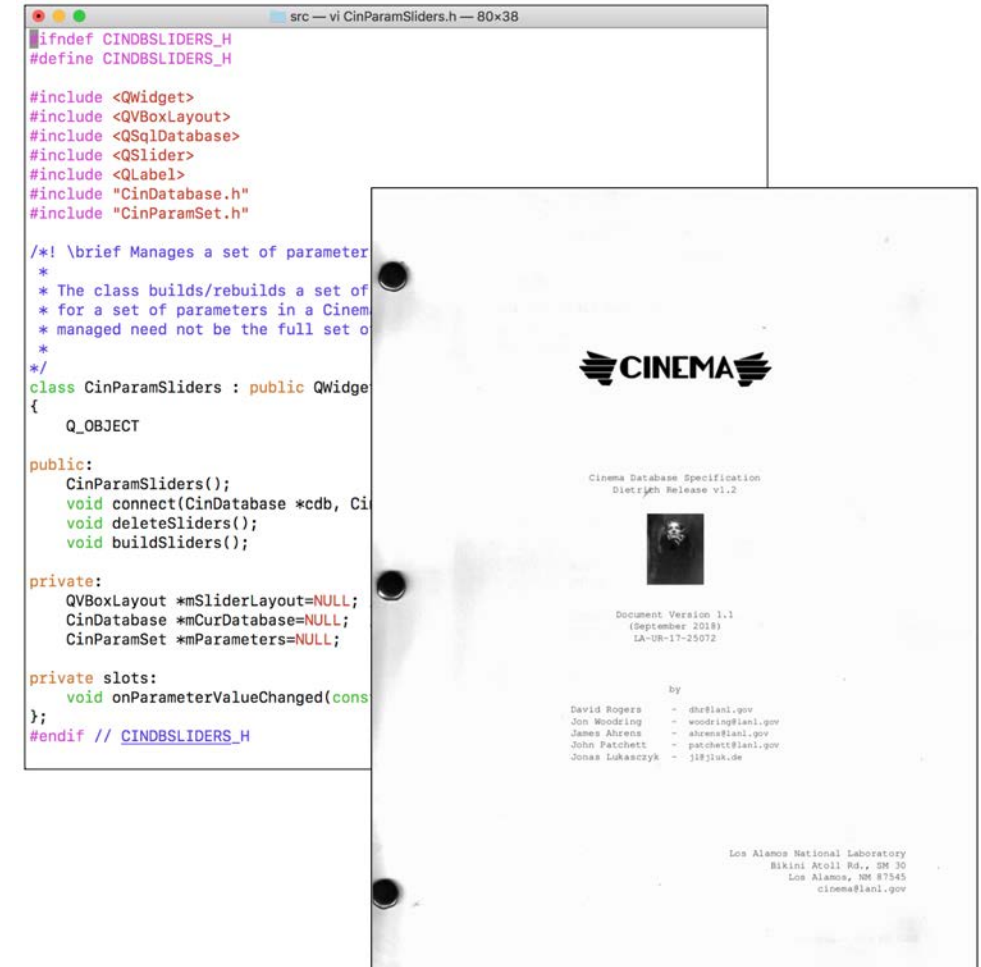 src — vi CinParamSliders.h — 80×38
#ifndef CINDBSLIDERS_H
#define CINDBSLIDERS_H
#include <QWidget>
#include <QVBoxLayout>
#include <QSqlDatabase>
#include <QSlider>
#include <QLabel>
#include "CinDatabase.h"
#include "CinParamSet.h"
/*! \brief Manages a set of parameter
*
* The class builds/rebuilds a set of
* for a set of parameters in a Cinem
* managed need not be the full set o
*
*/
class CinParamSliders : public QWidge
{
Q_OBJECT
public:
CinParamSliders();
void connect(CinDatabase *cdb, Ci
void deleteSliders();
void buildSliders();
private:
QVBoxLayout *mSliderLayout=NULL;
CinDatabase *mCurDatabase=NULL;
CinParamSet *mParameters=NULL;
private slots:
void onParameterValueChanged(cons
};
#endif // CINDBSLIDERS_H
CINEMA
Cinema Database Specification
Dietrich Release v1.2
Document Version 1.1
(September 2018)
LA-UR-17-25072
by
David Rogers - dhr@lanl.gov
Jon Woodring - woodring@lanl.gov
James Ahrens - ahrens@lanl.gov
John Patchett - patchett@lanl.gov
Jonas Lukasczyk - jl@jluk.de
Los Alamos National Laboratory
Bikini Atoll Rd., SM 30
Los Alamos, NM 87545
cinema@lanl.gov